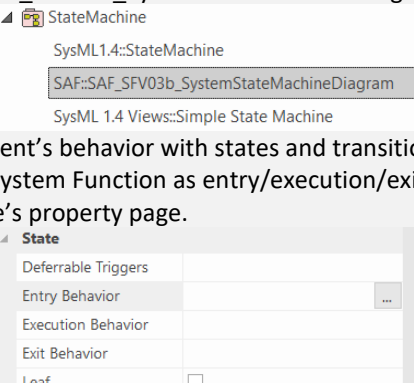 StateMachine
SysML1.4::StateMachine
SAF::SAF_SFV03b_SystemStateMachineDiagram
SysML 1.4 Views::Simple State Machine
ent's behavior with states and transitio
ystem Function as entry/execution/exi
e's property page.
State
Deferrable Triggers
Entry Behavior ...
Execution Behavior
Exit Behavior
Leaf